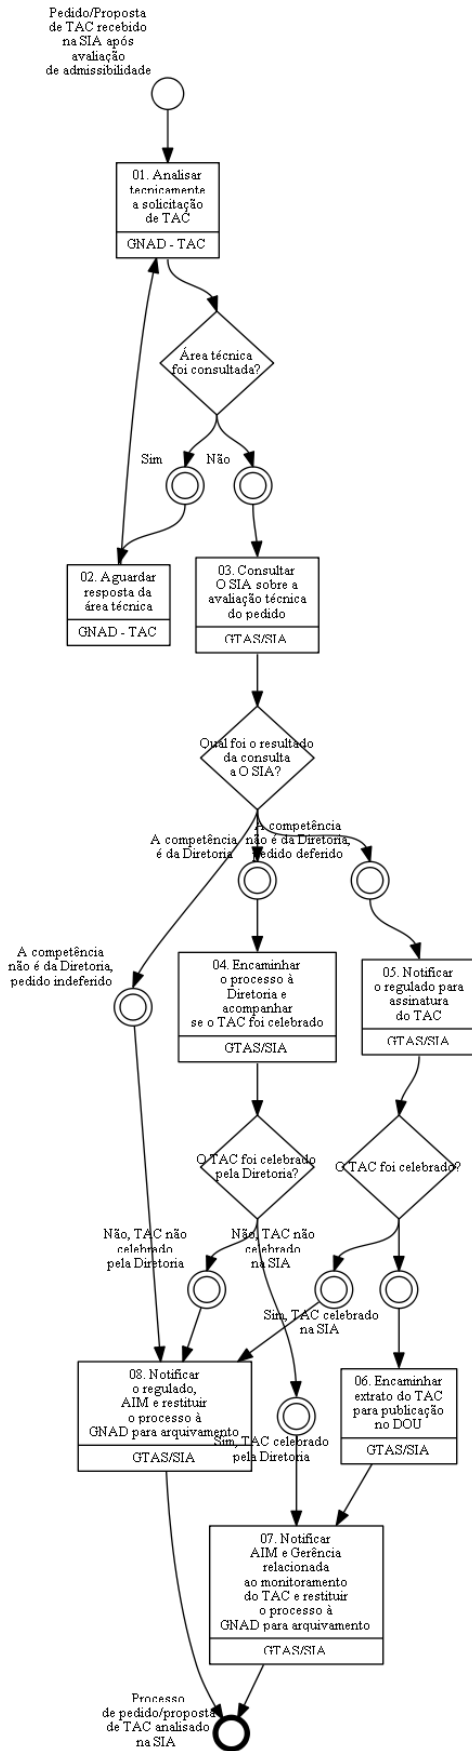 Pedido/Proposta
de TAC recebido
na SIA após
avaliação
de admissibilidade
01. Analisar
tecnicamente
a solicitação
de TAC
GNAD - TAC
Área técnica
foi consultada?
Sim
Não
02. Aguardar
resposta da
área técnica
GNAD - TAC
03. Consultar
O SIA sobre a
avaliação técnica
do pedido
GTAS/SIA
Qual foi o resultado
da consulta
a O SIA?
A competência
é da Diretoria
A competência
não é da Diretoria,
pedido deferido
A competência
não é da Diretoria,
pedido indeferido
04. Encaminhar
o processo à
Diretoria e
acompanhar
se o TAC foi celebrado
GTAS/SIA
05. Notificar
o regulado para
assinatura
do TAC
GTAS/SIA
O TAC foi celebrado
pela Diretoria?
O TAC foi celebrado?
Não, TAC não
celebrado
pela Diretoria
Não, TAC não
celebrado
na SIA
Sim, TAC celebrado
na SIA
08. Notificar
o regulado,
AIM e restituir
o processo à
GNAD para arquivamento
GTAS/SIA
06. Encaminhar
extrato do TAC
para publicação
no DOU
GTAS/SIA
Sim, TAC celebrado
pela Diretoria
07. Notificar
AIM e Gerência
relacionada
ao monitoramento
do TAC e restituir
o processo à
GNAD para arquivamento
GTAS/SIA
Processo
de pedido/proposta
de TAC analisado
na SIA